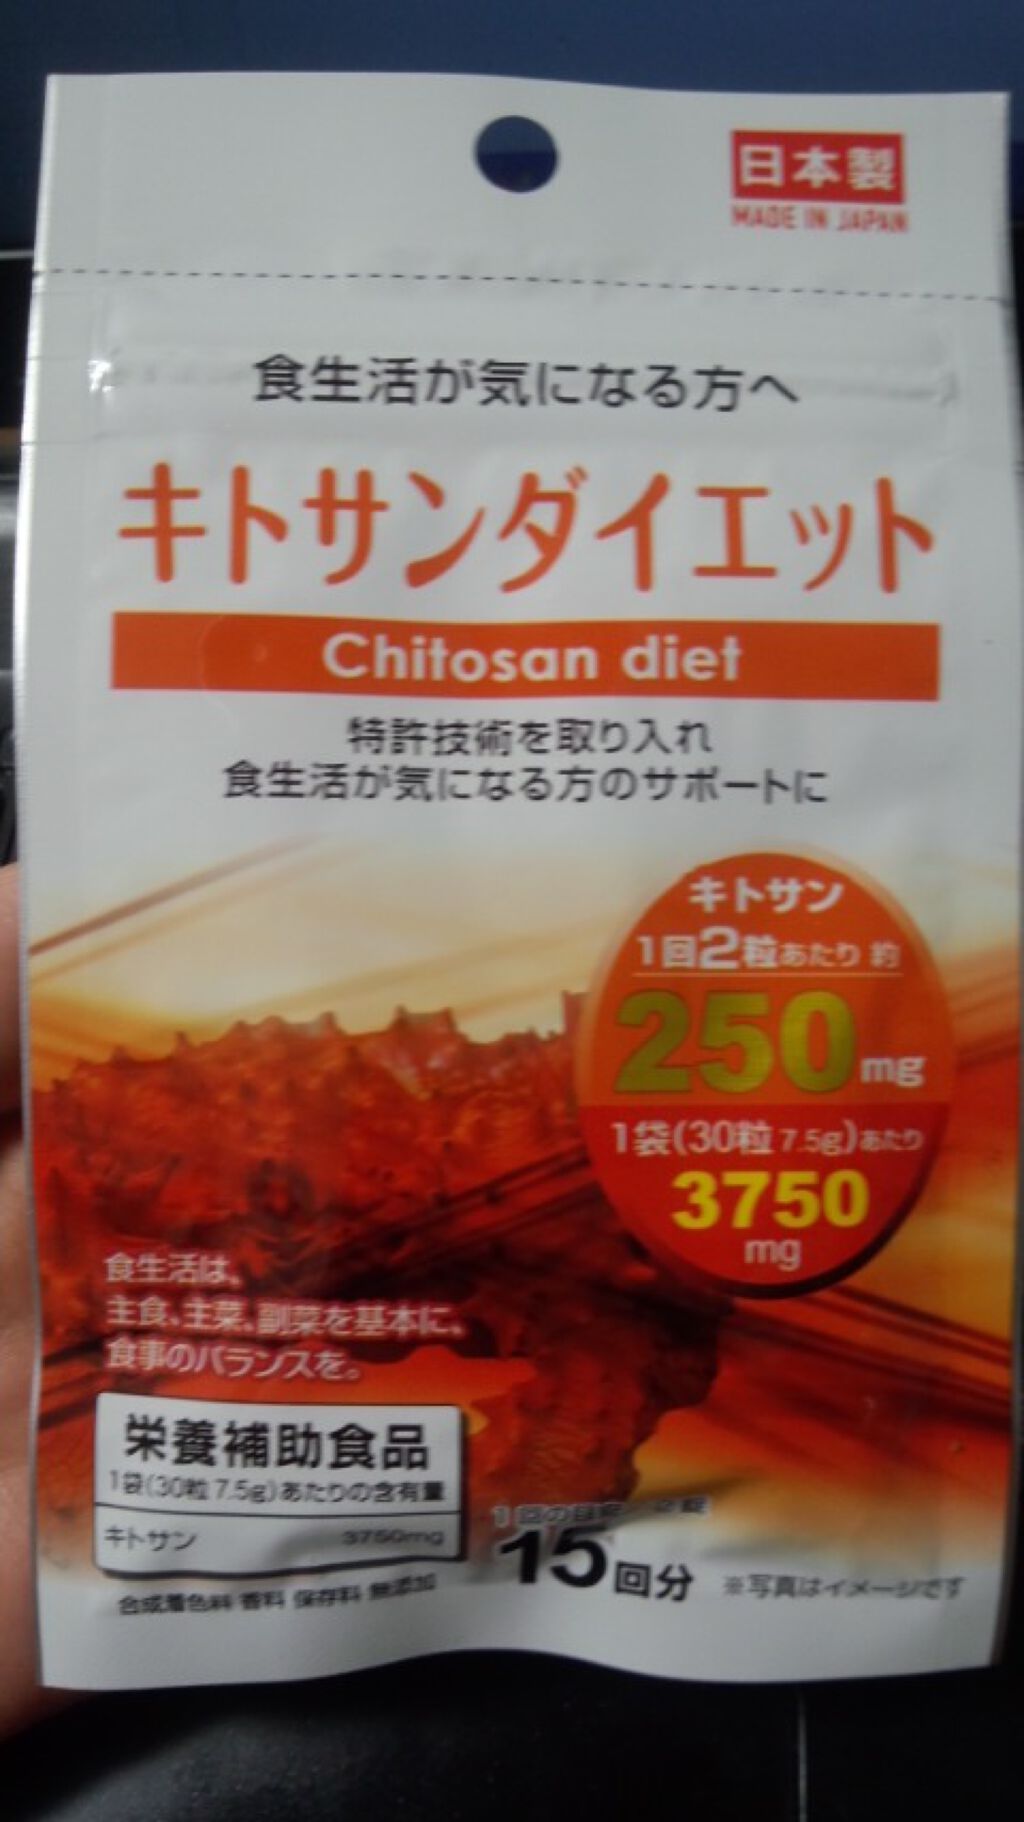 日本製
MADE IN JAPAN
食生活が気になる方へ
キトサンダイエット
Chitosan diet
特許技術を取り入れ
食生活が気になる方のサポートに
キトサン
1回2粒あたり 約
250mg
1袋(30粒 7.5g)あたり
3750
mg
食生活は、
主食、主菜、副菜を基本に、
食事のバランスを。
栄養補助食品
1袋(30粒 7.5g)あたりの含有量
キトサン 3750mg
合成着色料 香料 保存料 無添加
1回の目安
15回分
※写真はイメージです